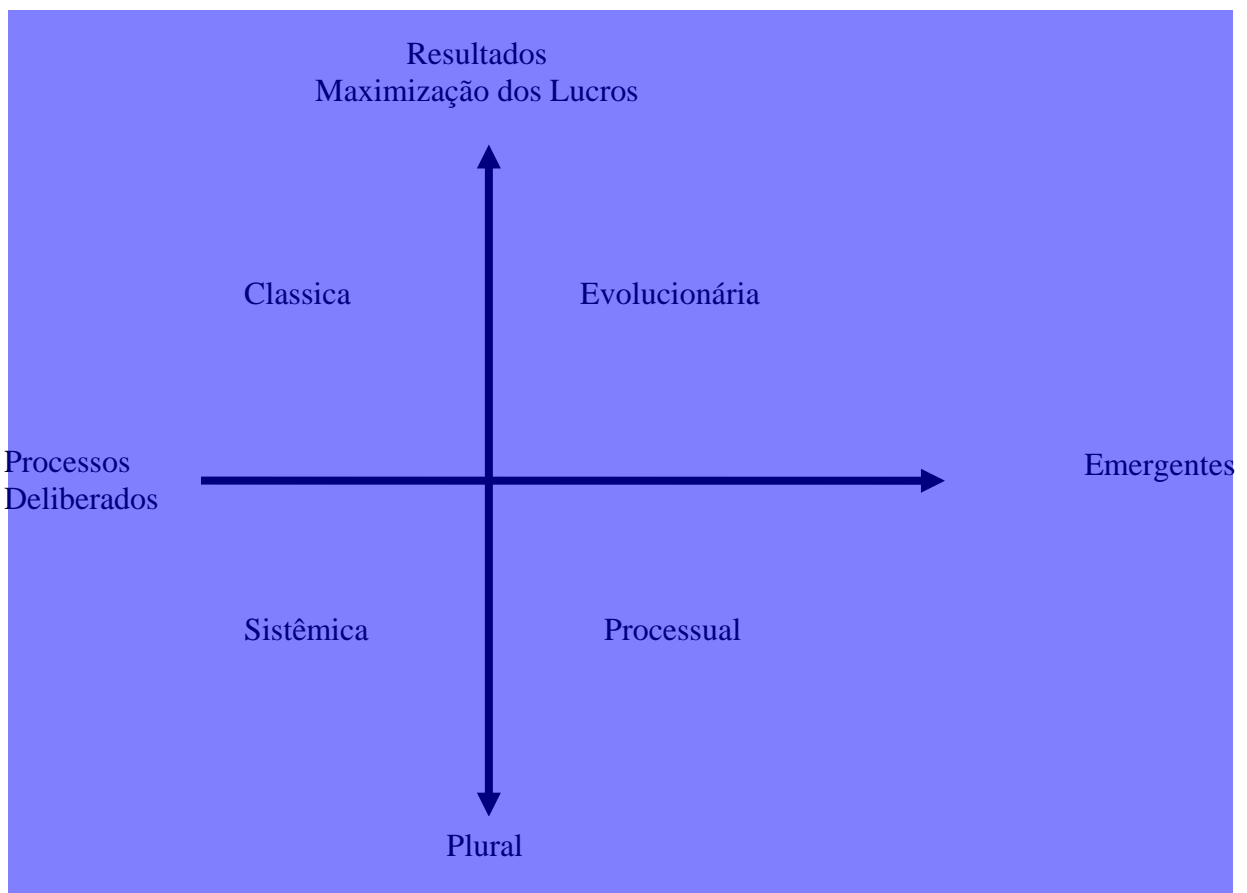 Resultados
Maximização dos Lucros
Classica
Evolucionária
Processos
Deliberados
Emergentes
Sistêmica
Processual
Plural